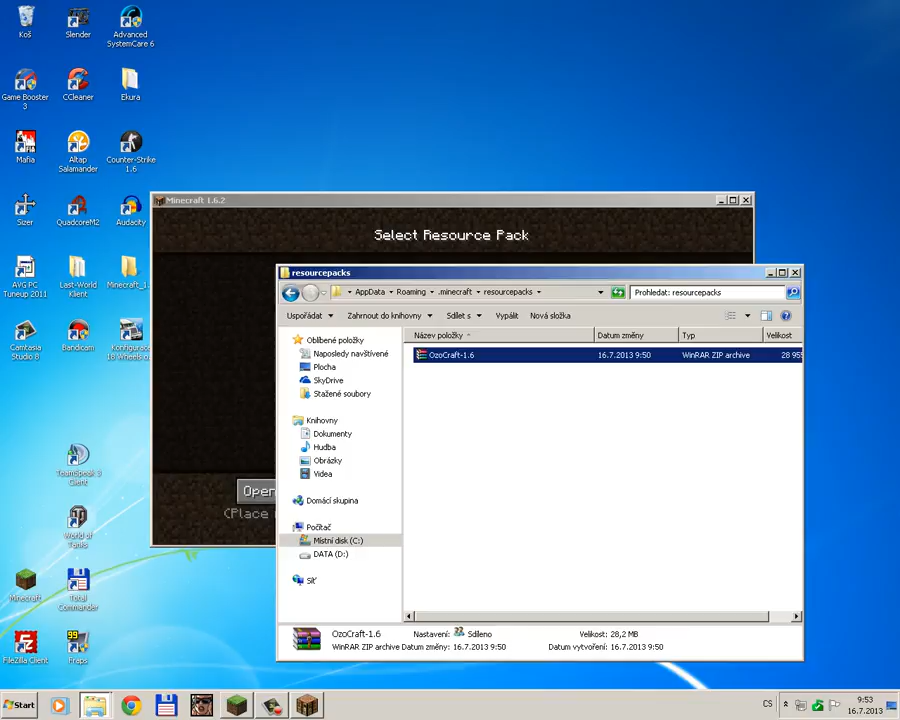 Koš
Slender
Advanced
SystemCare 6
Game Booster
3
CCleaner
Ekura
Mafia
Altap
Salamander
Counter-Strike
1.6
Sizer
QuadcoreM2
Audacity
AVG PC
Tuneup 2011
Last-World
Klient
Minecraft_1.
Camtasia
Studio 8
Bandicam
Konfigurace
18 Wheels o
TeamSpeak 3
Client
World of
Tanks
Minecraft
Total
Commander
FileZilla Client
Fraps
Minecraft 1.6.2
Select Resource Pack
Open
(Place
resourcepacks
AppData
Roaming
.minecraft
resourcepacks
Prohledat: resourcepacks
Uspořádat
Zahrnout do knihovny
Sdílet s
Vypálit
Nová složka
Název položky
Datum změny
Typ
Velikost
OzoCraft-1.6
16.7.2013 9:50
WinRAR ZIP archive
28 955
Oblíbené položky
Naposledy navštívené
Plocha
SkyDrive
Stažené soubory
Knihovny
Dokumenty
Hudba
Obrázky
Videa
Domácí skupina
Počítač
Místní disk (C:)
DATA (D:)
Síť
OzoCraft-1.6
Nastavení: Sdíleno
Velikost: 28,2 MB
WinRAR ZIP archive
Datum změny: 16.7.2013 9:50
Datum vytvoření: 16.7.2013 9:50
Start
CS
9:53
16.7.2013